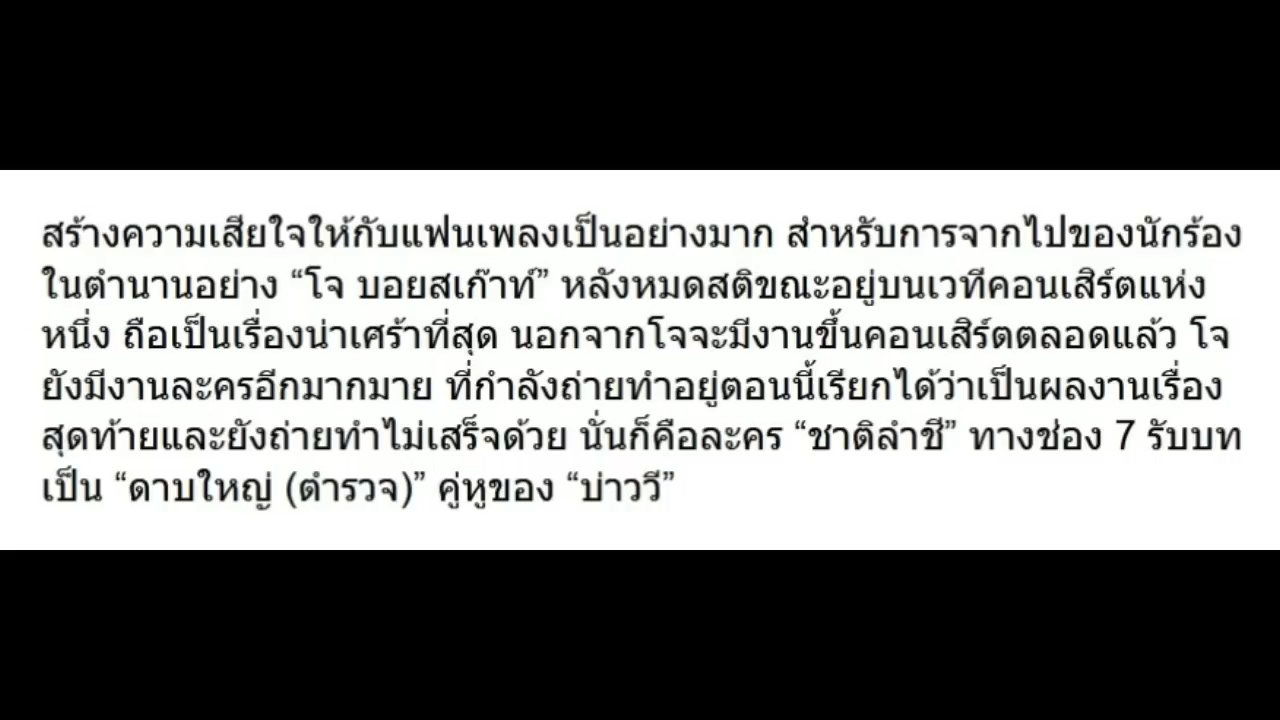 สร้างความเสียใจให้กับแฟนเพลงเป็นอย่างมาก สำหรับการจากไปของนักร้อง
ในตำนานอย่าง “โจ บอยสเก๊าท์” หลังหมดสติขณะอยู่บนเวทีคอนเสิร์ตแห่ง
หนึ่ง ถือเป็นเรื่องน่าเศร้าที่สุด นอกจากโจจะมีงานขึ้นคอนเสิร์ตตลอดแล้ว โจ
ยังมีงานละครอีกมากมาย ที่กำลังถ่ายทำอยู่ตอนนี้เรียกได้ว่าเป็นผลงานเรื่อง
สุดท้ายและยังถ่ายทำไม่เสร็จด้วย นั่นก็คือละคร “ชาติลำชี” ทางช่อง 7 รับบท
เป็น “ดาบใหญ่ (ตำรวจ)” คู่หูของ “บ่าววี”